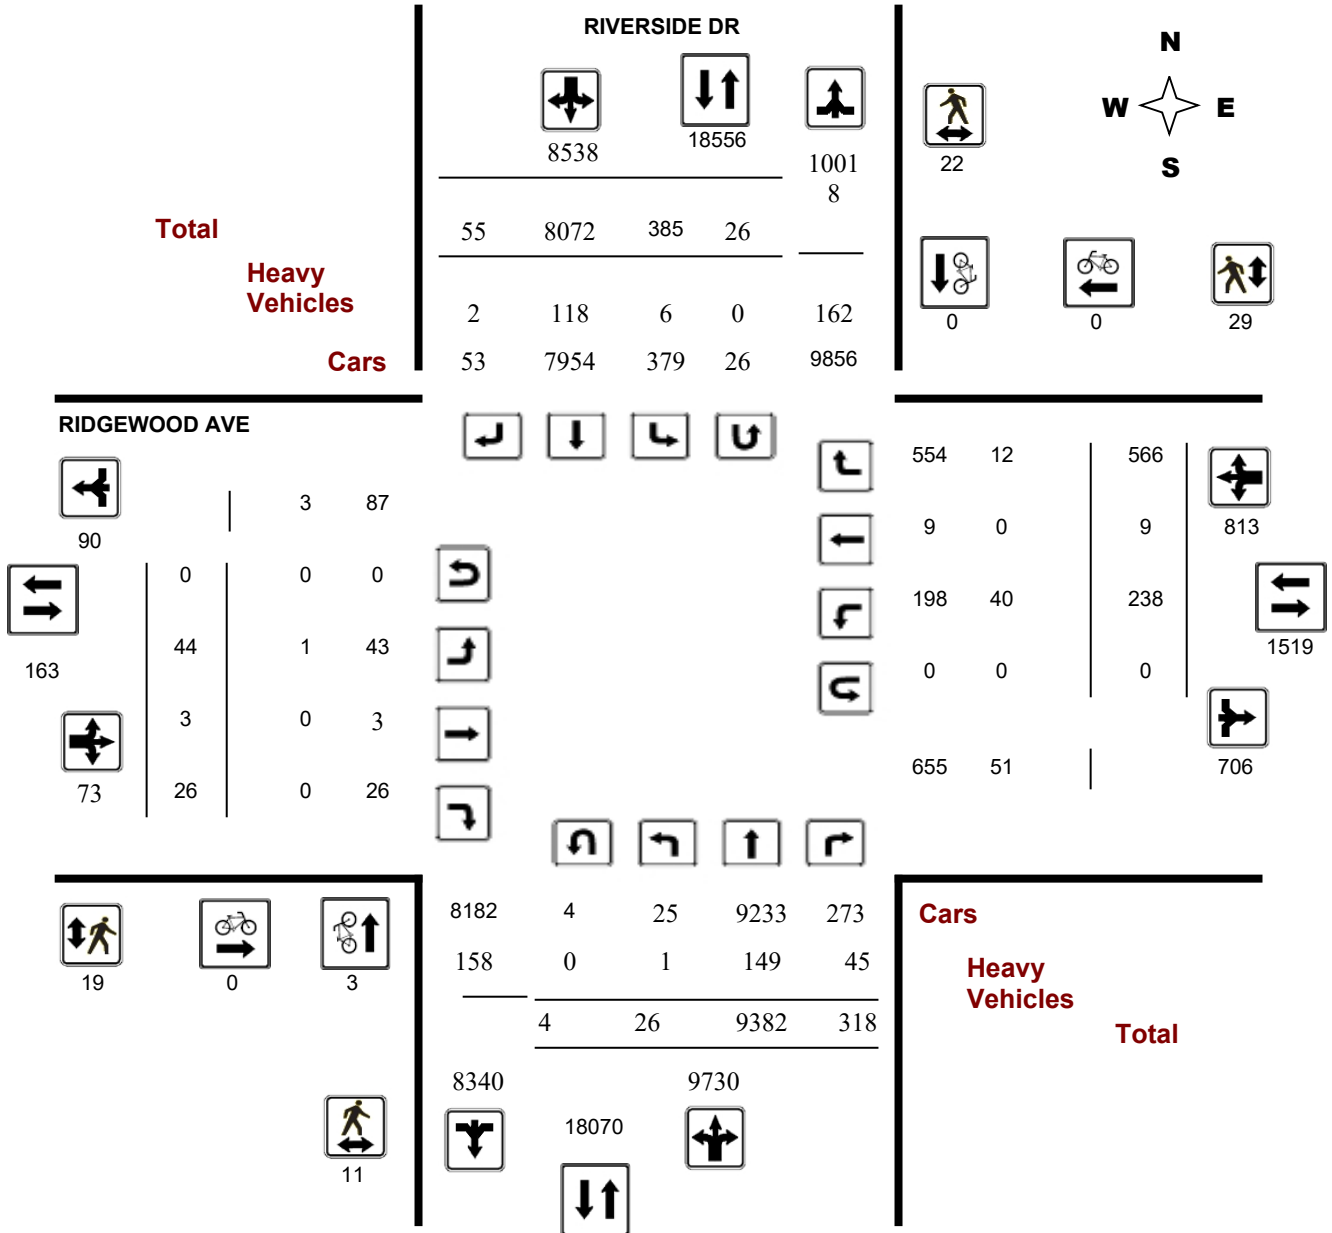 RIVERSIDE DR
N
W E
S
8538
18556
1001
8
22
Total
55 8072 385 26
Heavy
Vehicles
2 118 6 0 162
0 0 29
Cars
53 7954 379 26 9856
RIDGEWOOD AVE
554 12 566
3 87
90
9 0 9
813
0 0 0
198 40 238
44 1 43
1519
163
0 0 0
3 0 3
655 51
706
73
26 0 26
8182 4 25 9233 273
Cars
158 0 1 149 45
Heavy
Vehicles
19 0 3
4 26 9382 318
Total
8340
9730
18070
11